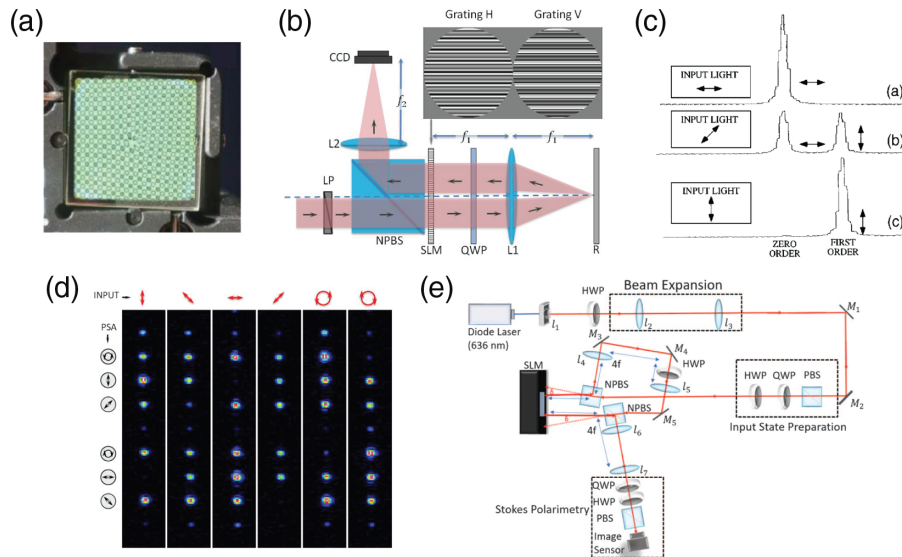 (a)
(b)
Grating H
Grating V
CCD
f2
f1
f1
L2
LP
NPBS
SLM
QWP
L1
R
(c)
INPUT LIGHT
(a)
INPUT LIGHT
(b)
INPUT LIGHT
(c)
ZERO ORDER
FIRST ORDER
(d)
INPUT
PSA
(e)
Beam Expansion
HWP
Diode Laser
(636 nm)
l1
l2
l3
M1
M3
l4
4f
M4
HWP
l5
SLM
NPBS
NPBS
M5
l6
4f
l7
HWP
QWP
PBS
M2
Input State Preparation
QWP
HWP
PBS
Stokes Polarimetry
Image
Sensor